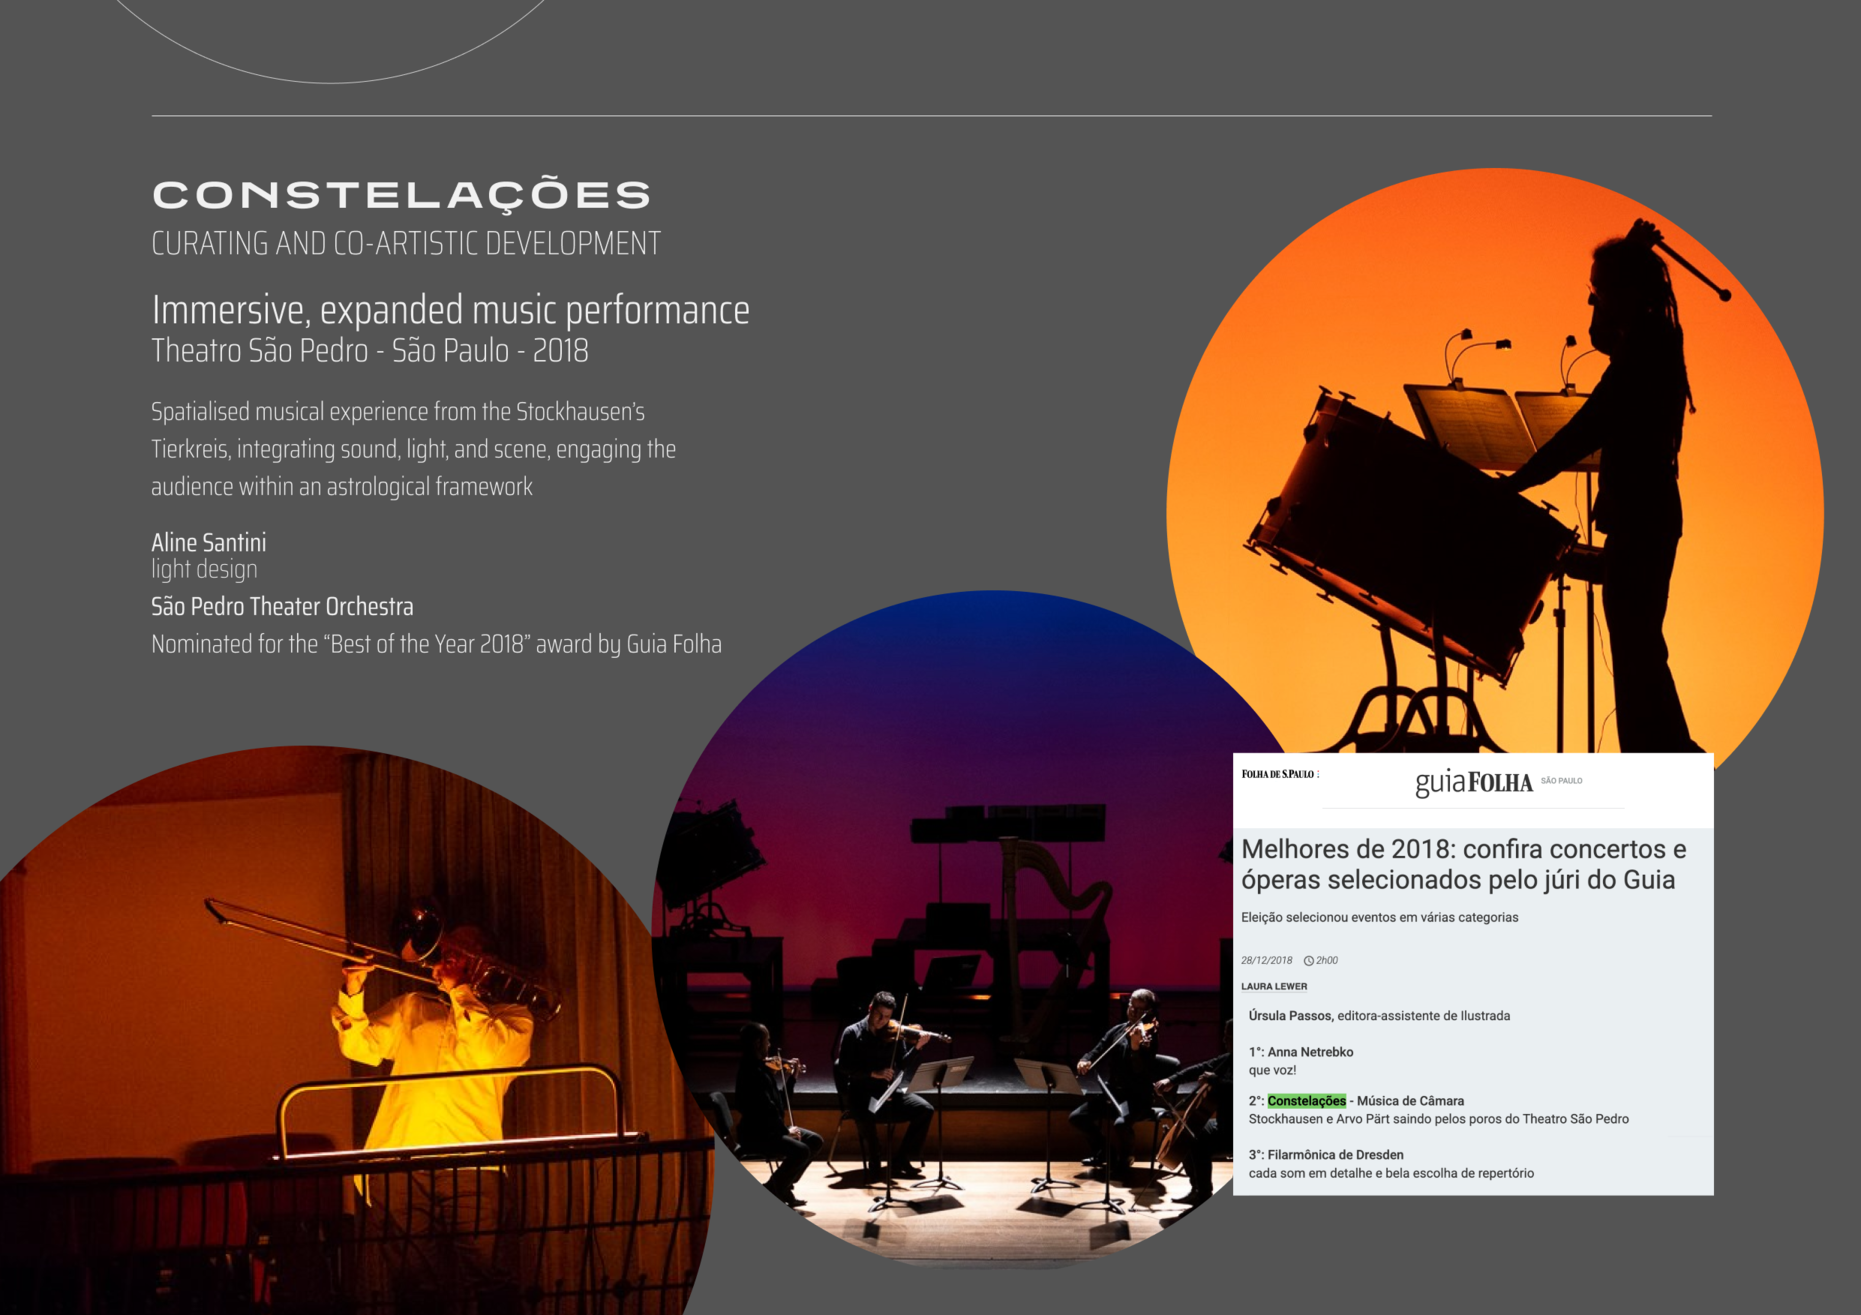 CONSTELAÇÕES
CURATING AND CO-ARTISTIC DEVELOPMENT
Immersive, expanded music performance
Theatro São Pedro - São Paulo - 2018
Spatialised musical experience from the Stockhausen’s
Tierkreis, integrating sound, light, and scene, engaging the
audience within an astrological framework
Aline Santini
light design
São Pedro Theater Orchestra
Nominated for the “Best of the Year 2018” award by Guia Folha
FOLHA DE S.PAULO
guiaFOLHA SÃO PAULO
Melhores de 2018: confira concertos e
óperas selecionados pelo júri do Guia
Eleição selecionou eventos em várias categorias
28/12/2018 2h00
LAURA LEWER
Úrsula Passos, editora-assistente de Ilustrada
1°: Anna Netrebko
que voz!
2°: Constelações - Música de Câmara
Stockhausen e Arvo Pärt saindo pelos poros do Theatro São Pedro
3°: Filarmônica de Dresden
cada som em detalhe e bela escolha de repertório